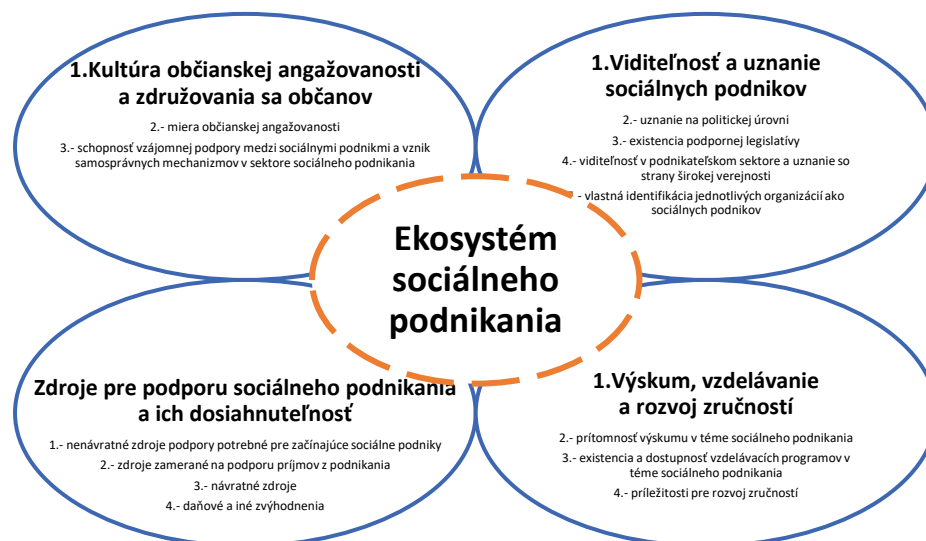 1.Kultúra občianskej angažovanosti
a združovania sa občanov
2.- miera občianskej angažovanosti
3.- schopnosť vzájomnej podpory medzi sociálnymi podnikmi a vznik
samosprávnych mechanizmov v sektore sociálneho podnikania
1.Viditeľnosť a uznanie
sociálnych podnikov
2.- uznanie na politickej úrovni
3.- existencia podpornej legislatívy
4.- viditeľnosť v podnikateľskom sektore a uznanie so
strany širokej verejnosti
- vlastná identifikácia jednotlivých organizácií ako
sociálnych podnikov
Ekosystém
sociálneho
podnikania
Zdroje pre podporu sociálneho podnikania
a ich dosiahnuteľnosť
1.- nenávratné zdroje podpory potrebné pre začínajúce sociálne podniky
2.- zdroje zamerané na podporu príjmov z podnikania
3.- návratné zdroje
4.- daňové a iné zvýhodnenia
1.Výskum, vzdelávanie
a rozvoj zručností
2.- prítomnosť výskumu v téme sociálneho podnikania
3.- existencia a dostupnosť vzdelávacích programov v
téme sociálneho podnikania
4.- príležitosti pre rozvoj zručností